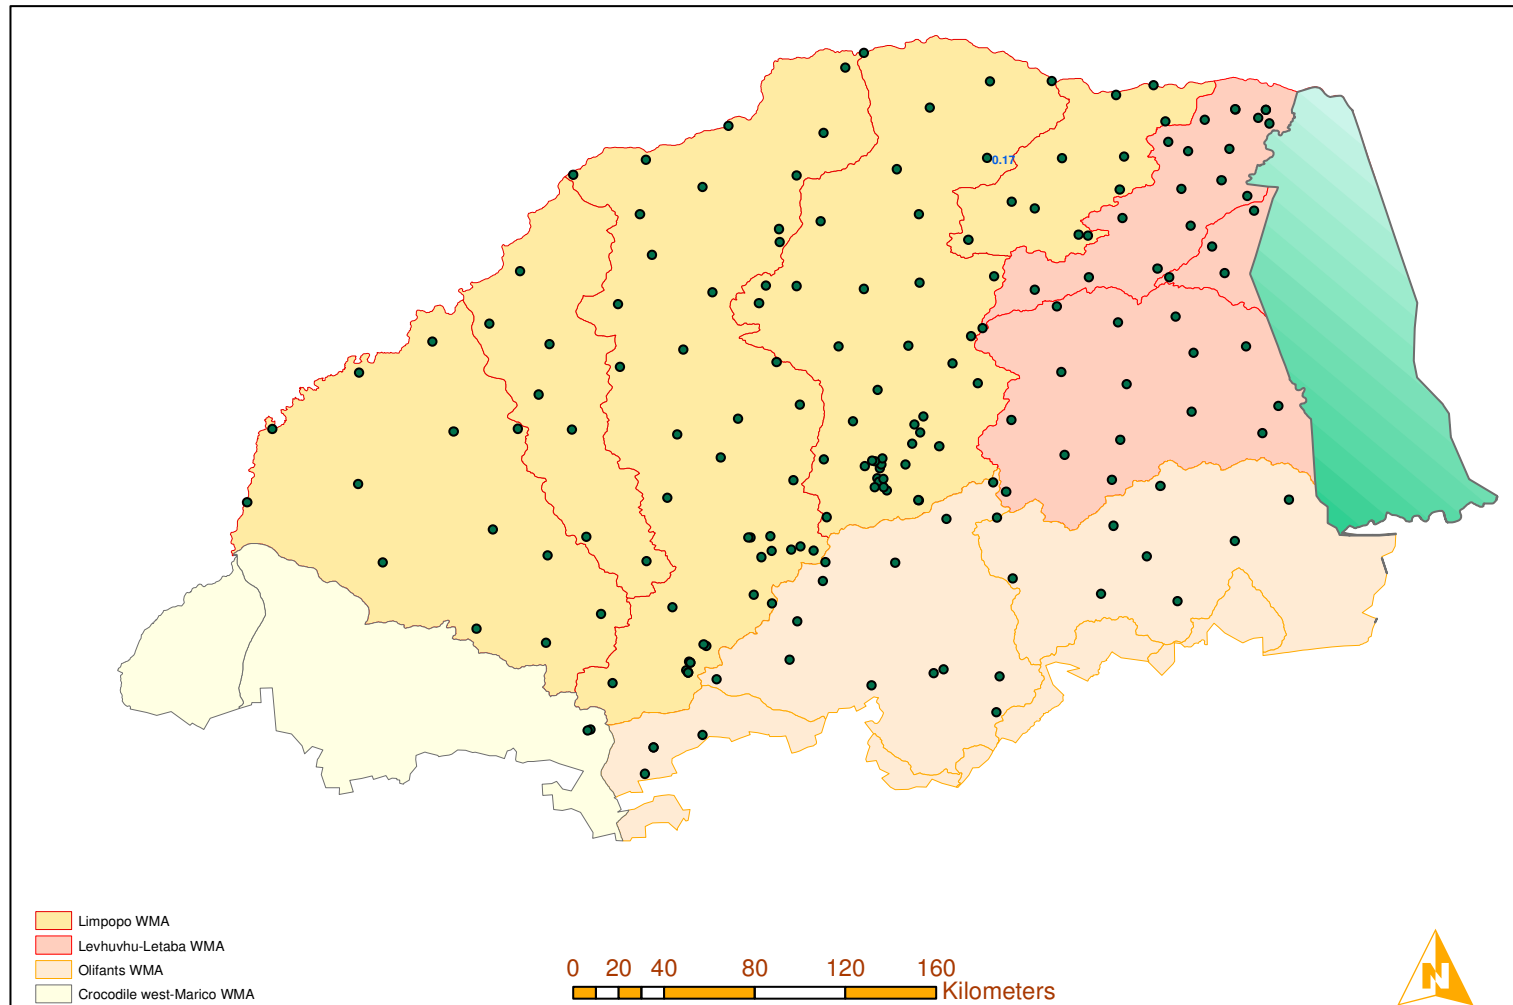 0.17
Limpopo WMA
Levhuvhu-Letaba WMA
Olifants WMA
Crocodile west-Marico WMA
0 20 40 80 120 160
Kilometers
N